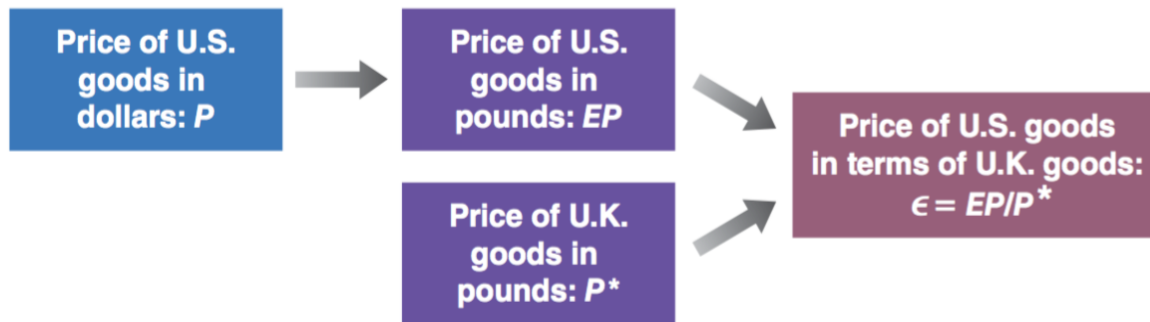 Price of U.S.
goods in
dollars: P
Price of U.S.
goods in
pounds: EP
Price of U.K.
goods in
pounds: P*
Price of U.S. goods
in terms of U.K. goods:
ϵ = EP/P*